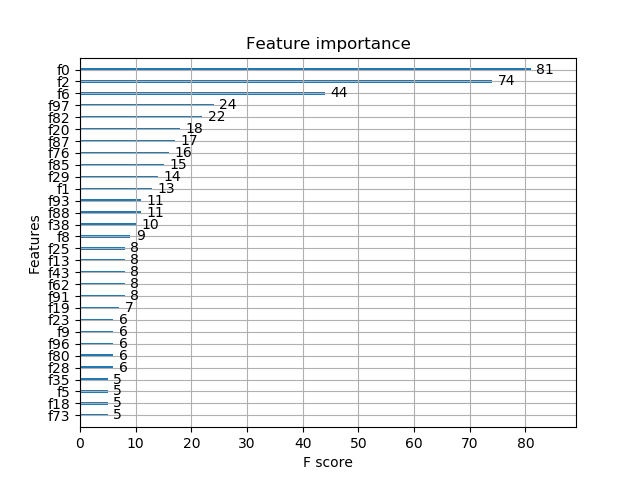 Feature importance
f0 81
f2 74
f6 44
f97 24
f82 22
f20 18
f87 17
f76 16
f85 15
f29 14
f1 13
f93 11
f88 11
f38 10
f8 9
f25 8
f13 8
f43 8
f62 8
f91 8
f19 7
f23 6
f9 6
f96 6
f80 6
f28 6
f35 5
f5 5
f18 5
f73 5
Features
0 10 20 30 40 50 60 70 80
F score